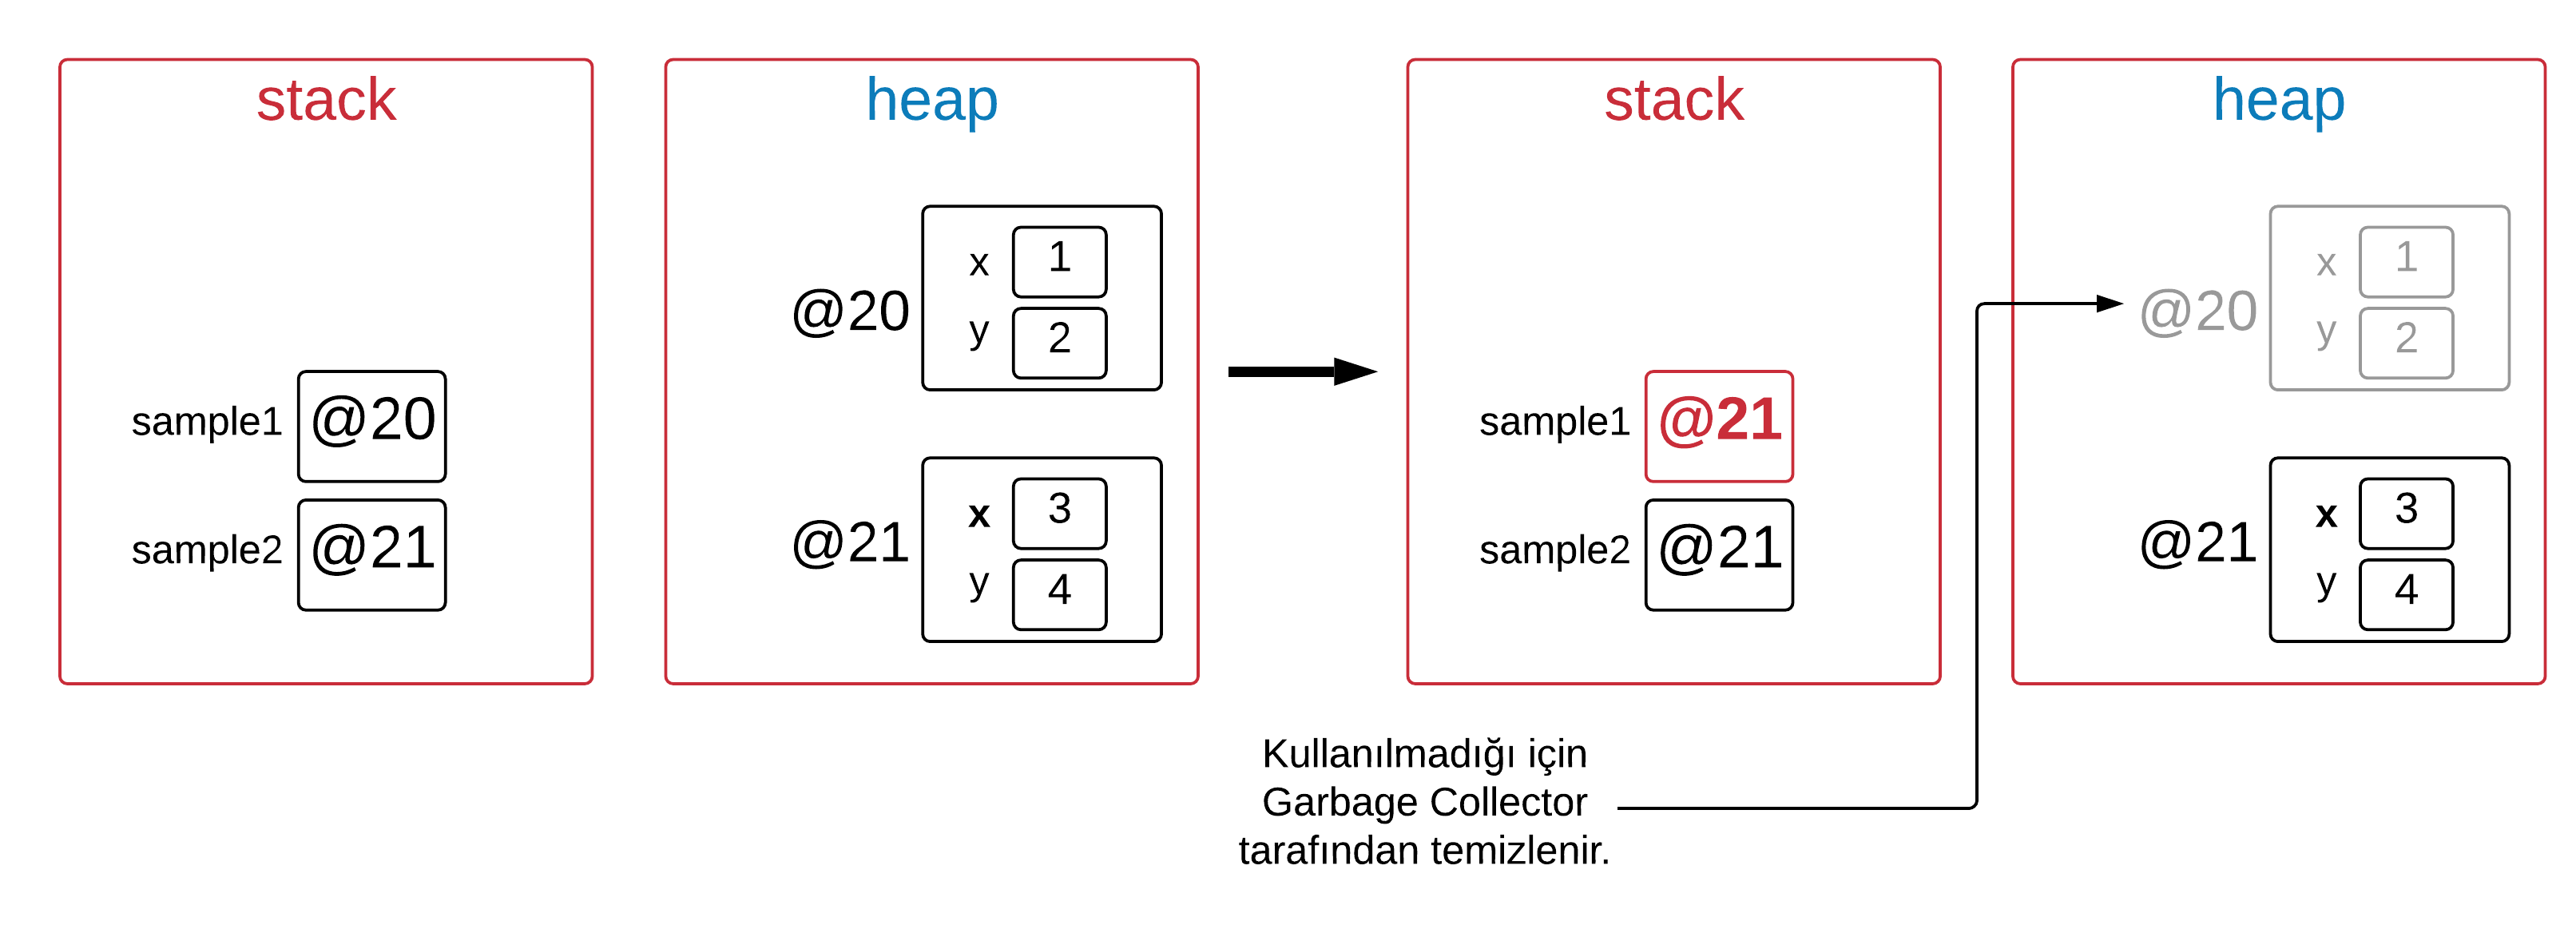 stack
sample1 @20
sample2 @21
heap
@20
x 1
y 2
@21
x 3
y 4
stack
sample1 @21
sample2 @21
heap
@20
x 1
y 2
@21
x 3
y 4
Kullanılmadığı için
Garbage Collector
tarafından temizlenir.